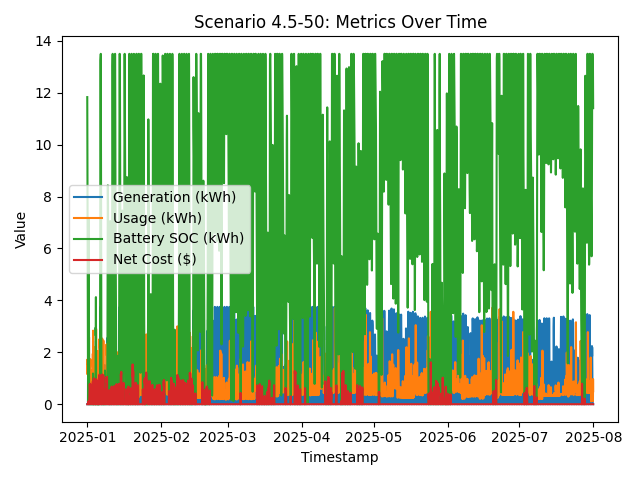 Scenario 4.5-50: Metrics Over Time
14
12
10
8
6
4
2
0
Value
Generation (kWh)
Usage (kWh)
Battery SOC (kWh)
Net Cost ($)
2025-01 2025-02 2025-03 2025-04 2025-05 2025-06 2025-07 2025-08
Timestamp